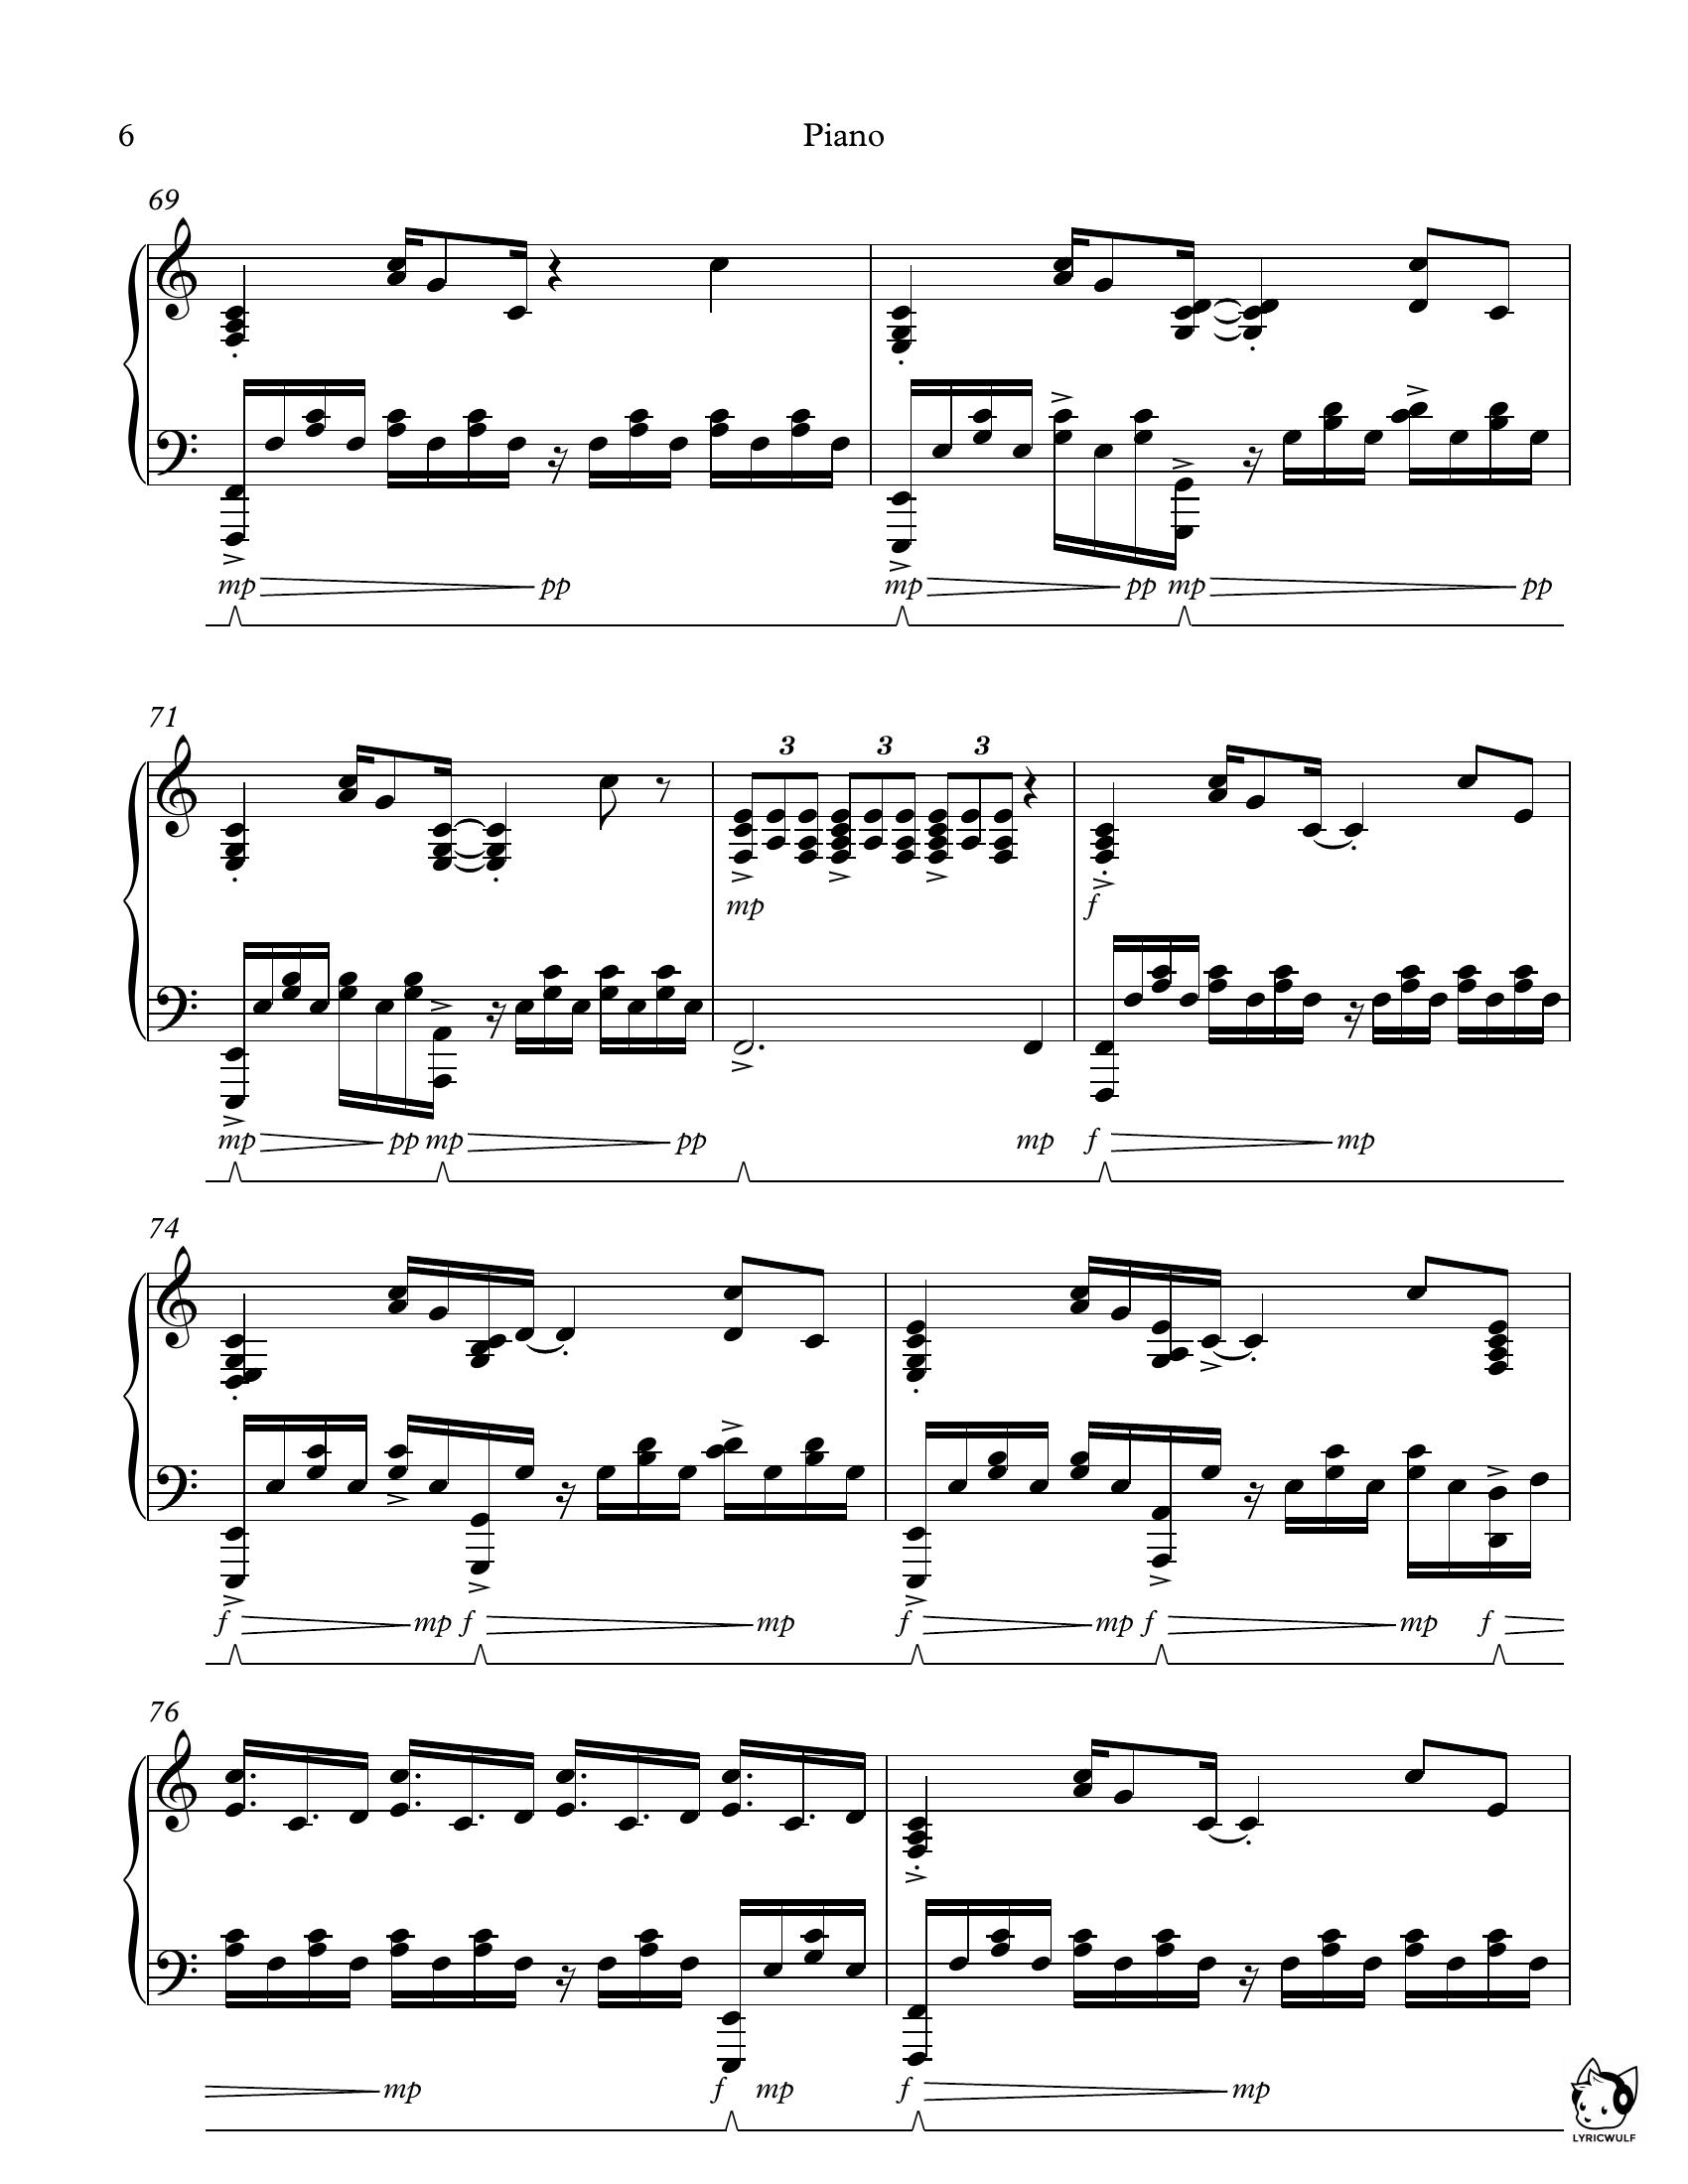 6 Piano
69
mp pp mp pp mp pp
71
3 3 3
mp f
mp pp mp pp mp f mp
74
f mp f mp f mp f mp f
76
mp f mp f mp
LYRICWULF